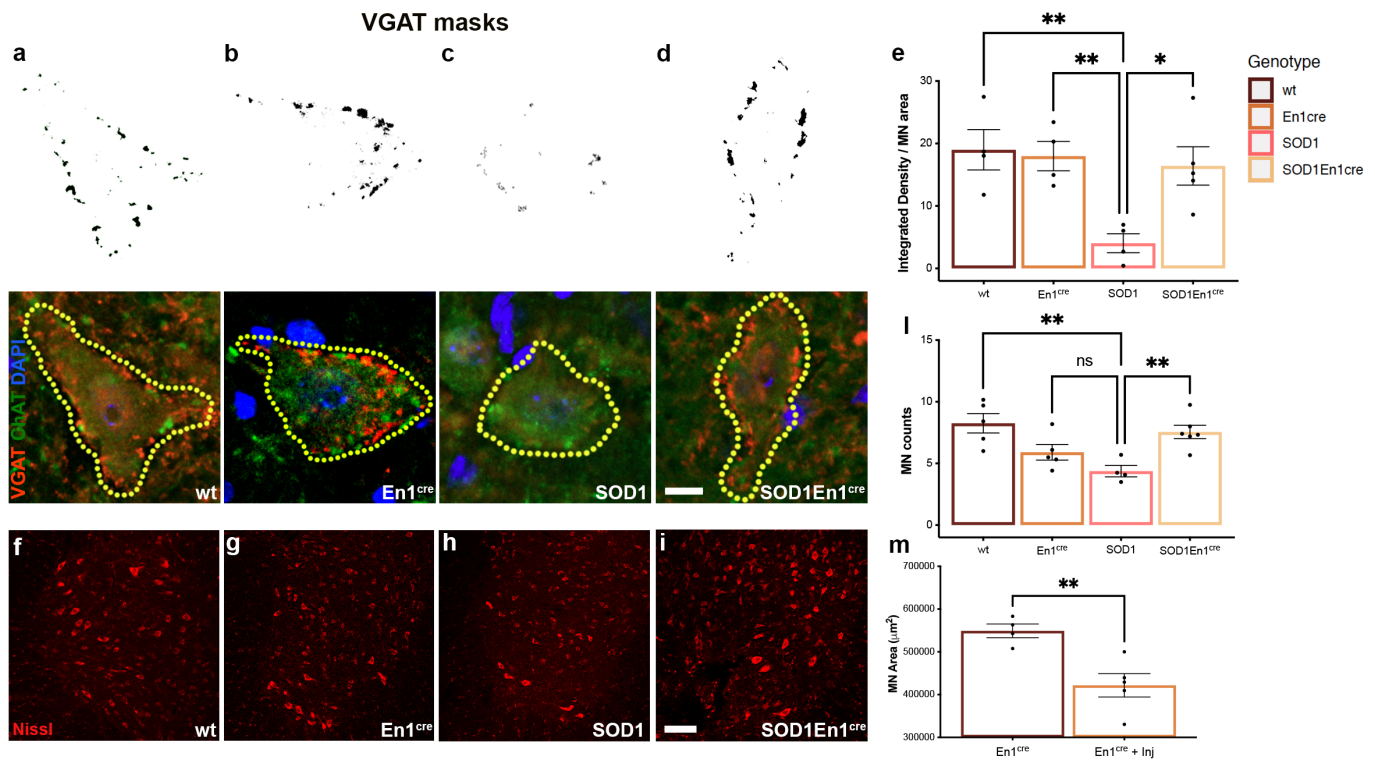 VGAT masks
a
b
c
d
VGAT ChAT DAPI
wt
En1cre
SOD1
SOD1En1cre
f
g
h
i
Nissl
wt
En1cre
SOD1
SOD1En1cre
e
** 
** *
Integrated Density / MN area
30
20
10
0
wt En1cre SOD1 SOD1En1cre
Genotype
wt
En1cre
SOD1
SOD1En1cre
l
**
ns **
MN counts
15
10
5
0
wt En1cre SOD1 SOD1En1cre
m
**
MN Area (µm²)
700000
600000
500000
400000
300000
En1cre En1cre + Inj